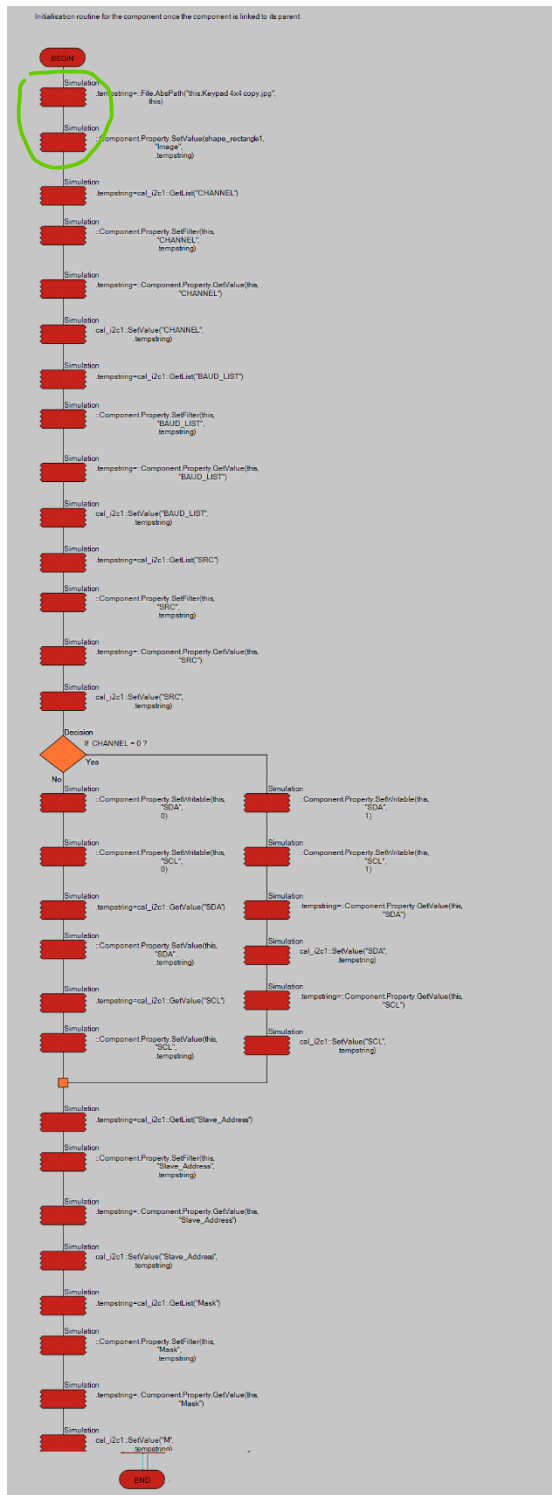 Initialisation routine for the component once the component is linked to its parent
BEGIN
Simulation
.tempstring=::File.AbsPath("this:Keypad 4x4 copy.jpg",
this)
Simulation
::Component.Property.SetValue(shape_rectangle1,
"Image",
.tempstring)
Simulation
.tempstring=cal_i2c1::GetList("CHANNEL")
Simulation
::Component.Property.SetFilter(this,
"CHANNEL",
.tempstring)
Simulation
.tempstring=::Component.Property.GetValue(this,
"CHANNEL")
Simulation
cal_i2c1::SetValue("CHANNEL",
.tempstring)
Simulation
.tempstring=cal_i2c1::GetList("BAUD_LIST")
Simulation
::Component.Property.SetFilter(this,
"BAUD_LIST",
.tempstring)
Simulation
.tempstring=::Component.Property.GetValue(this,
"BAUD_LIST")
Simulation
cal_i2c1::SetValue("BAUD_LIST",
.tempstring)
Simulation
.tempstring=cal_i2c1::GetList("SRC")
Simulation
::Component.Property.SetFilter(this,
"SRC",
.tempstring)
Simulation
.tempstring=::Component.Property.GetValue(this,
"SRC")
Simulation
cal_i2c1::SetValue("SRC",
.tempstring)
Decision
If CHANNEL = 0 ?
Yes
No
Simulation
::Component.Property.SetWritable(this,
"SDA",
0)
Simulation
::Component.Property.SetWritable(this,
"SCL",
0)
Simulation
.tempstring=cal_i2c1::GetValue("SDA")
Simulation
::Component.Property.SetValue(this,
"SDA",
.tempstring)
Simulation
.tempstring=cal_i2c1::GetValue("SCL")
Simulation
::Component.Property.SetValue(this,
"SCL",
.tempstring)
Simulation
::Component.Property.SetWritable(this,
"SDA",
1)
Simulation
::Component.Property.SetWritable(this,
"SCL",
1)
Simulation
.tempstring=::Component.Property.GetValue(this,
"SDA")
Simulation
cal_i2c1::SetValue("SDA",
.tempstring)
Simulation
.tempstring=::Component.Property.GetValue(this,
"SCL")
Simulation
cal_i2c1::SetValue("SCL",
.tempstring)
Simulation
.tempstring=cal_i2c1::GetList("Slave_Address")
Simulation
::Component.Property.SetFilter(this,
"Slave_Address",
.tempstring)
Simulation
.tempstring=::Component.Property.GetValue(this,
"Slave_Address")
Simulation
cal_i2c1::SetValue("Slave_Address",
.tempstring)
Simulation
.tempstring=cal_i2c1::GetList("Mask")
Simulation
::Component.Property.SetFilter(this,
"Mask",
.tempstring)
Simulation
.tempstring=::Component.Property.GetValue(this,
"Mask")
Simulation
cal_i2c1::SetValue("M",
.tempstring)
END